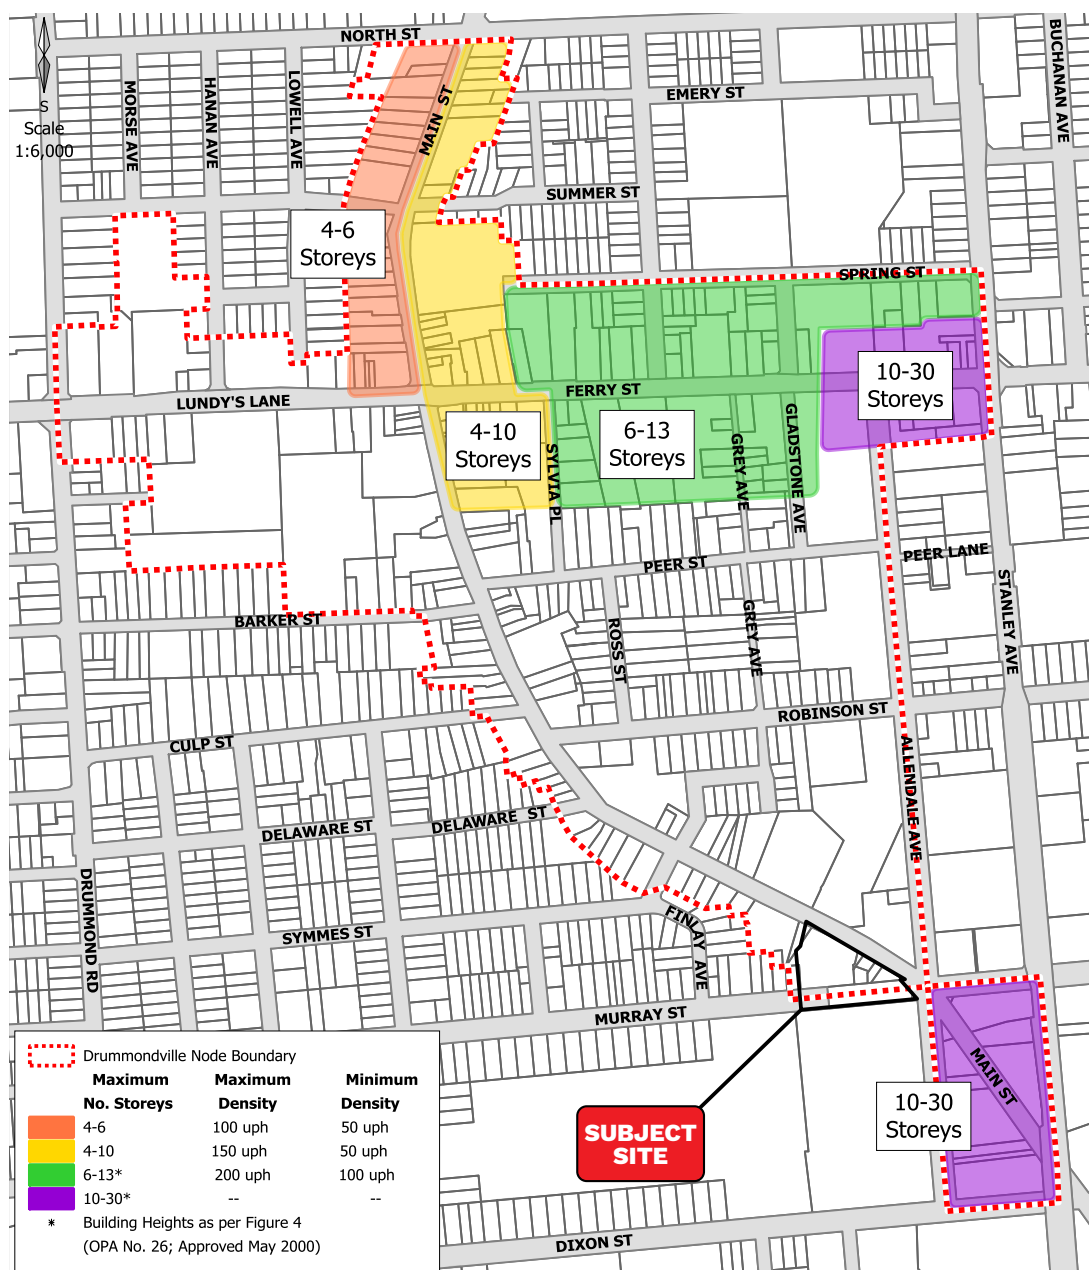 NORTH ST
BUCHANAN AVE
S
Scale
1:6,000
MORSE AVE
HANAN AVE
LOWELL AVE
MAIN ST
EMERY ST
SUMMER ST
4-6
Storeys
SPRING ST
10-30
Storeys
LUNDY'S LANE
FERRY ST
4-10
Storeys
6-13
Storeys
SYLVIA PL
GREY AVE
GLADSTONE AVE
PEER ST
PEER LANE
STANLEY AVE
BARKER ST
ROSS ST
GREY AVE
ROBINSON ST
CULP ST
ALLENDALE AVE
DELAWARE ST
DELAWARE ST
DRUMMOND RD
SYMMES ST
FINLAY AVE
MURRAY ST
MAIN ST
10-30
Storeys
SUBJECT
SITE
DIXON ST
Drummondville Node Boundary
Maximum Maximum Minimum
No. Storeys Density Density
4-6 100 uph 50 uph
4-10 150 uph 50 uph
6-13* 200 uph 100 uph
10-30* -- --
* Building Heights as per Figure 4
(OPA No. 26; Approved May 2000)